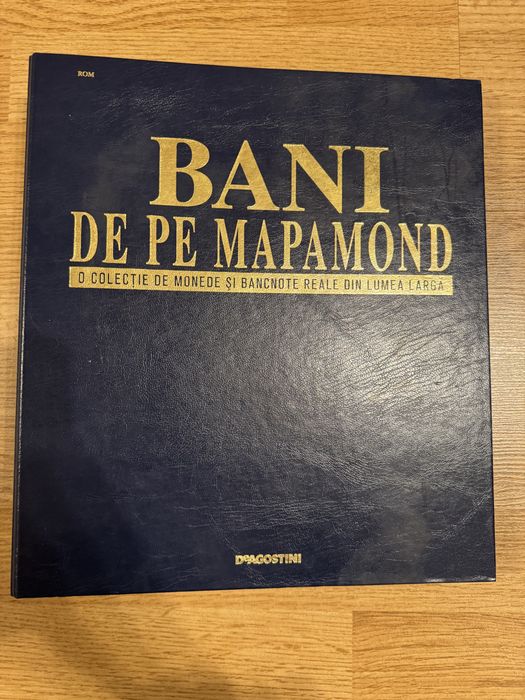 ROM
BANI
DE PE MAPAMOND
O COLECȚIE DE MONEDE ȘI BANCNOTE REALE DIN LUMEA LARGĂ
DeAGOSTINI